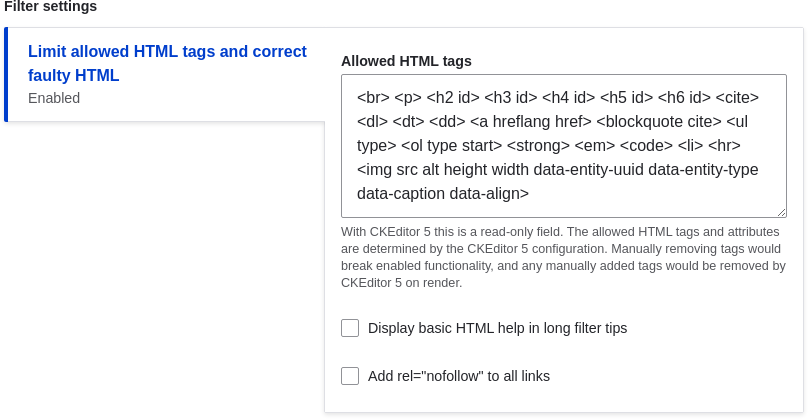 Filter settings
Limit allowed HTML tags and correct
faulty HTML
Enabled
Allowed HTML tags
<br> <p> <h2 id> <h3 id> <h4 id> <h5 id> <h6 id> <cite>
<dl> <dt> <dd> <a hreflang href> <blockquote cite> <ul
type> <ol type start> <strong> <em> <code> <li> <hr>
<img src alt height width data-entity-uuid data-entity-type
data-caption data-align>
With CKEditor 5 this is a read-only field. The allowed HTML tags and attributes
are determined by the CKEditor 5 configuration. Manually removing tags would
break enabled functionality, and any manually added tags would be removed by
CKEditor 5 on render.
Display basic HTML help in long filter tips
Add rel="nofollow" to all links